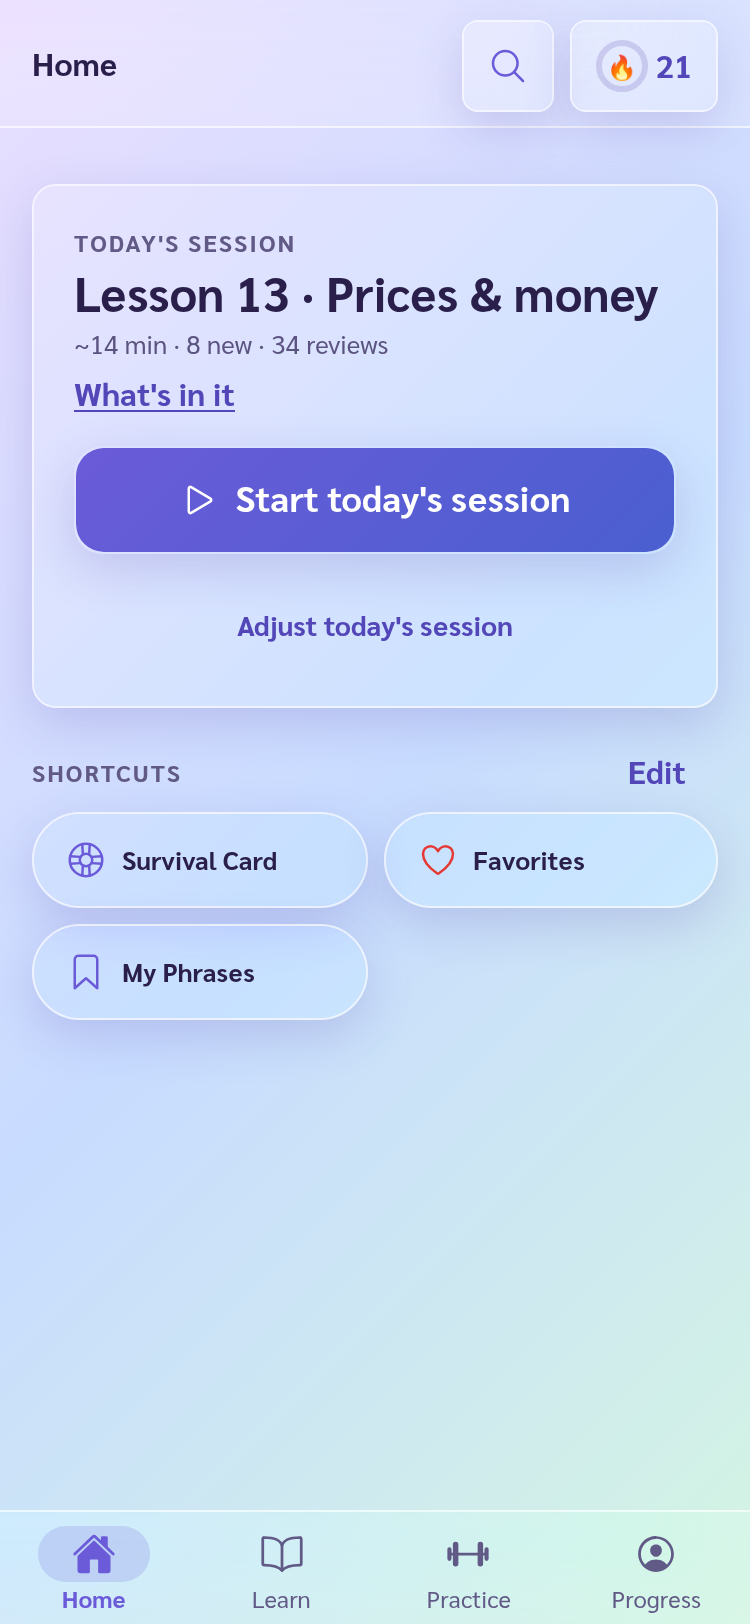 Home
21
TODAY'S SESSION
Lesson 13 · Prices & money
~14 min · 8 new · 34 reviews
What's in it
Start today's session
Adjust today's session
SHORTCUTS
Edit
Survival Card
Favorites
My Phrases
Home
Learn
Practice
Progress